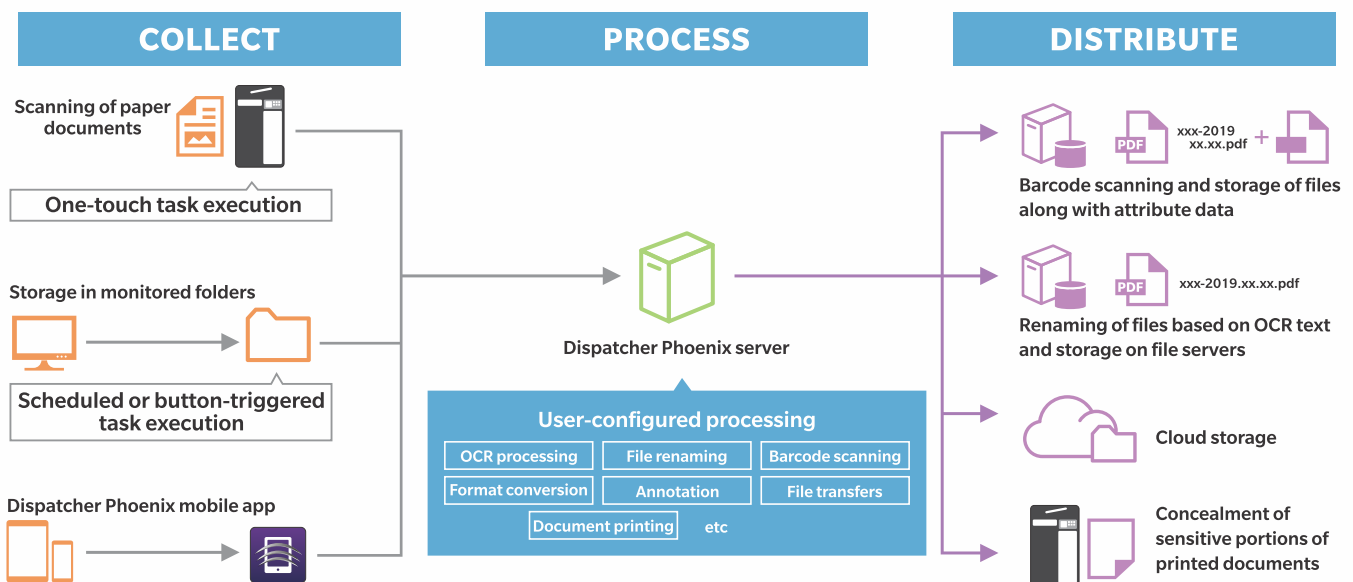 COLLECT
Scanning of paper
documents
One-touch task execution
Storage in monitored folders
Scheduled or button-triggered
task execution
Dispatcher Phoenix mobile app
PROCESS
Dispatcher Phoenix server
User-configured processing
OCR processing
File renaming
Barcode scanning
Format conversion
Annotation
File transfers
Document printing
etc
DISTRIBUTE
PDF
xxx-2019
xx.xx.pdf
+
Barcode scanning and storage of files
along with attribute data
PDF
xxx-2019.xx.xx.pdf
Renaming of files based on OCR text
and storage on file servers
Cloud storage
Concealment of
sensitive portions of
printed documents